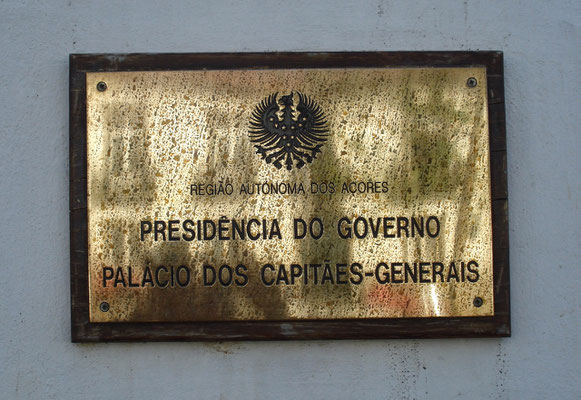 REGIÃO AUTÓNOMA DOS AÇORES
PRESIDÊNCIA DO GOVERNO
PALÁCIO DOS CAPITÃES-GENERAIS